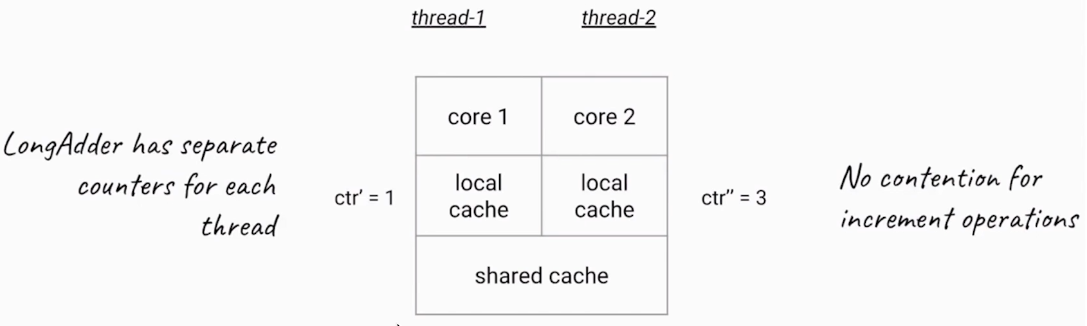 thread-1
thread-2
LongAdder has separate
counters for each
thread
ctr' = 1
core 1
core 2
local
cache
local
cache
shared cache
ctr" = 3
No contention for
increment operations